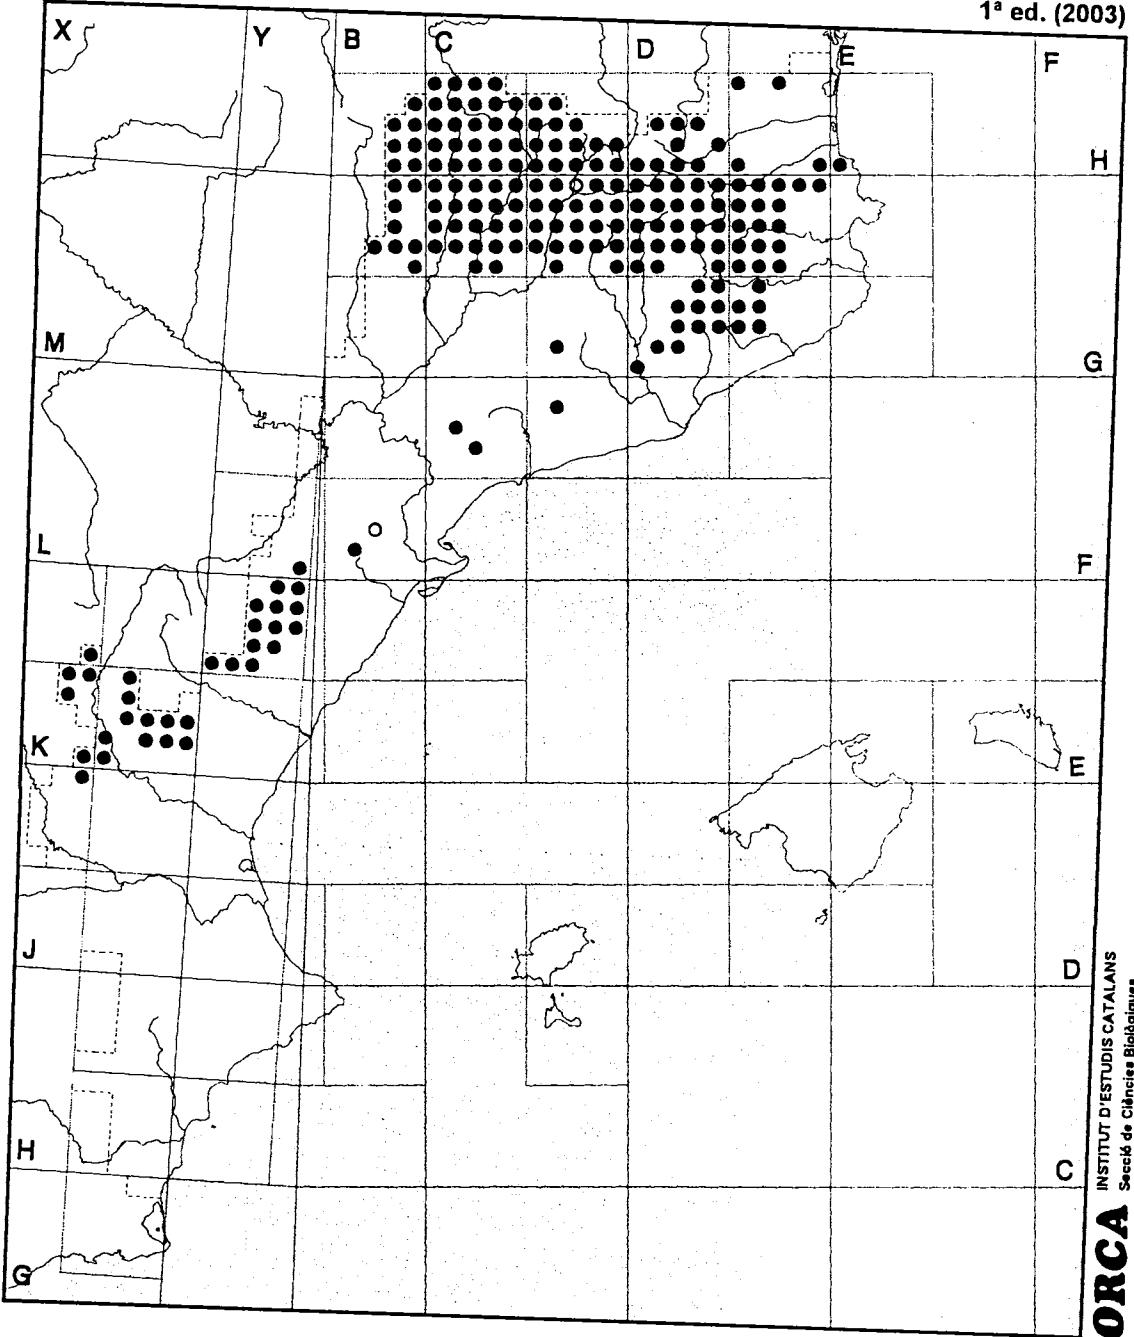 1ª ed. (2003)
X
Y
B
C
D
E
F
H
M
G
L
F
K
E
J
D
H
C
G
ORCA
INSTITUT D'ESTUDIS CATALANS
Secció de Ciències Biològiques